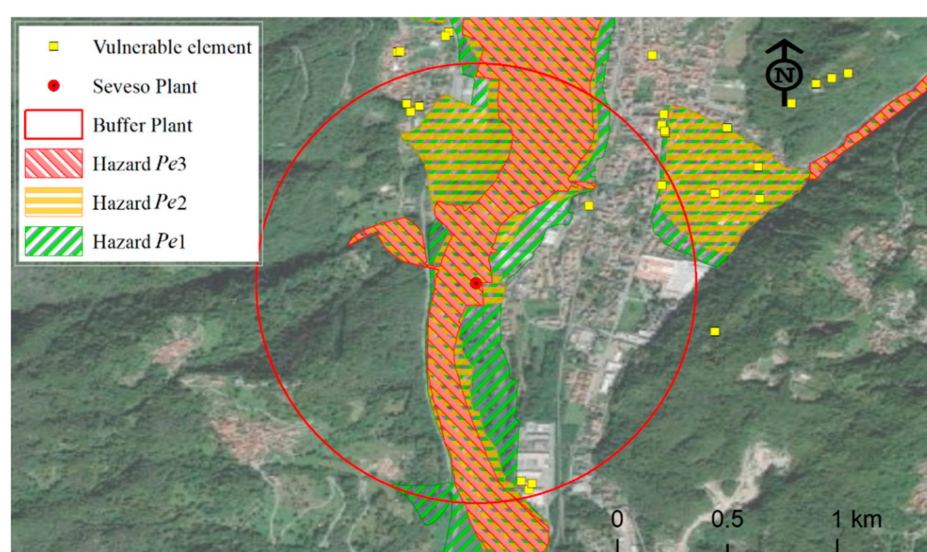 Vulnerable element
Seveso Plant
Buffer Plant
Hazard Pe3
Hazard Pe2
Hazard Pe1
N
0 0.5 1 km